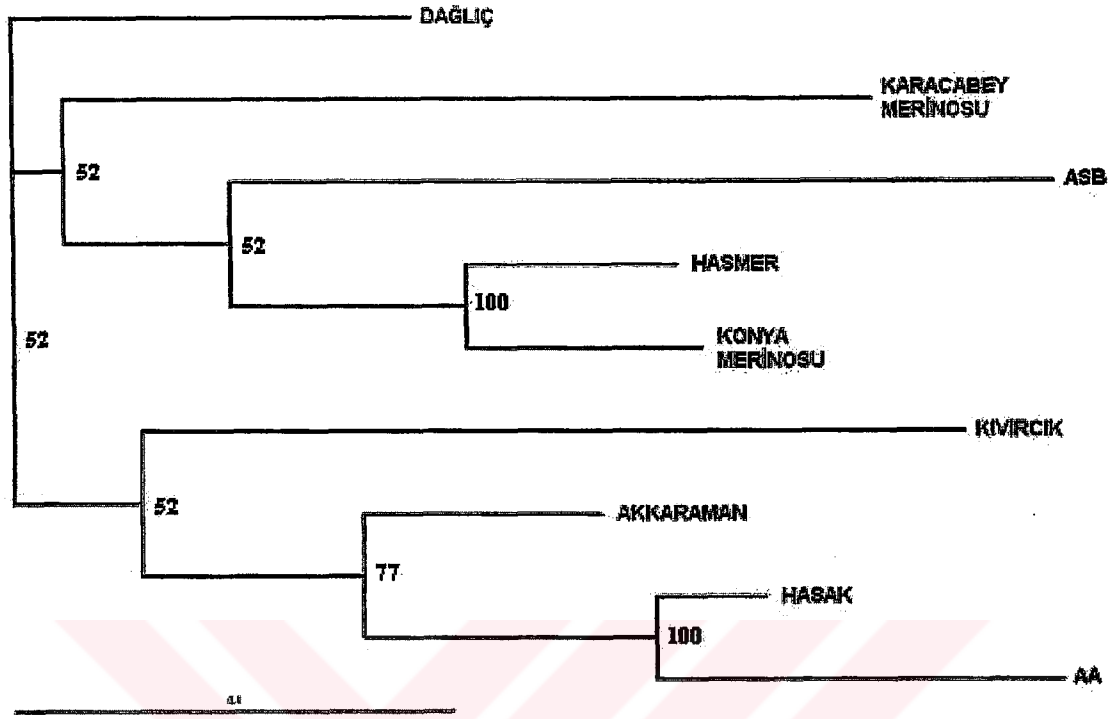 DAĞLIÇ
KARACABEY
MERİNOSU
52
ASB
52
HASMER
100
KONYA
MERİNOSU
52
KIVIRCIK
52
AKKARAMAN
77
HASAK
100
AA